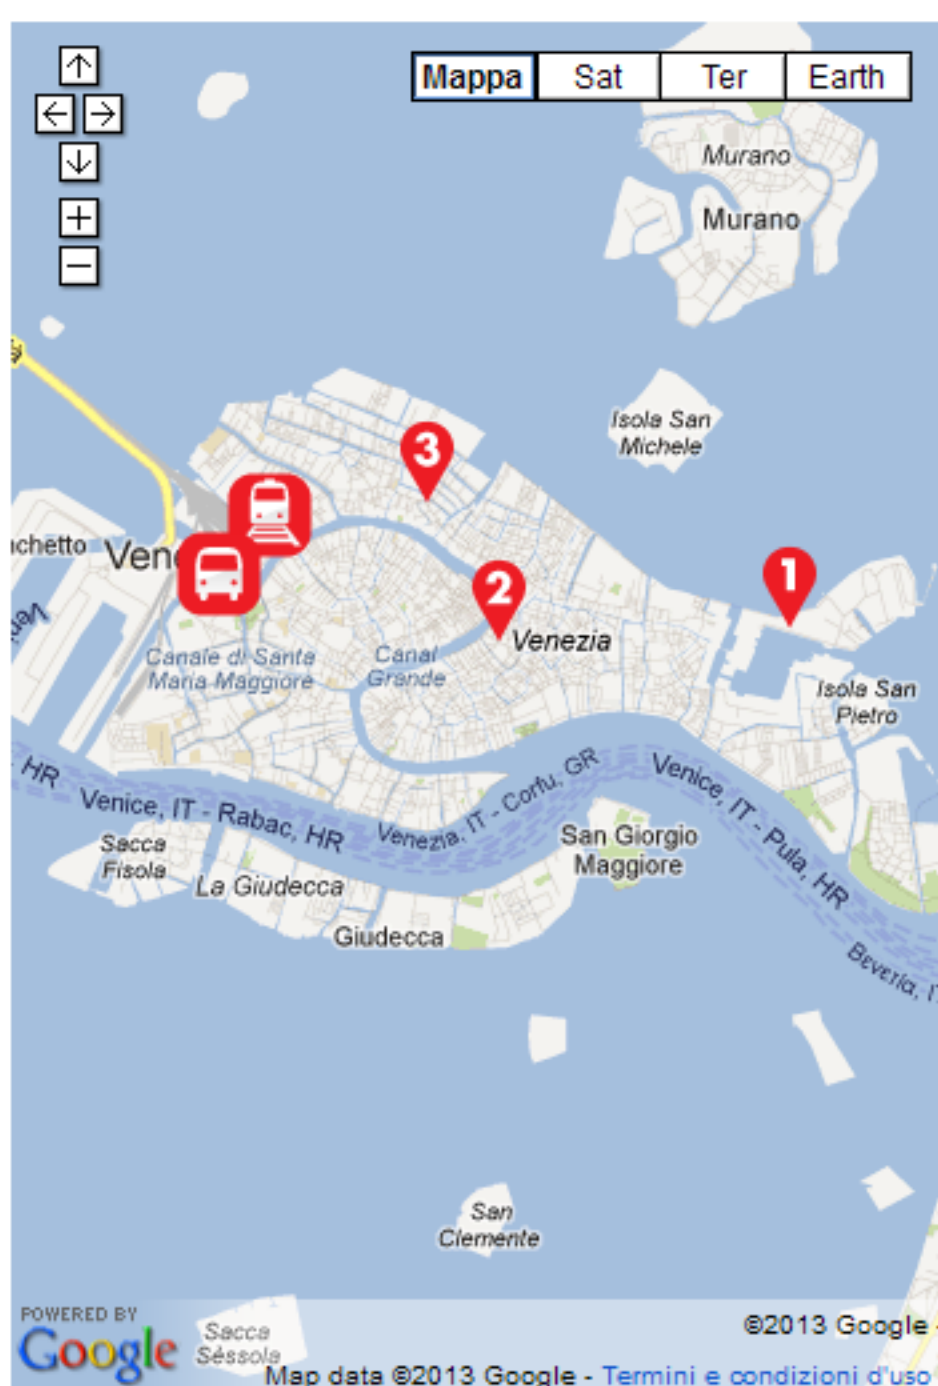 Mappa Sat Ter Earth
Murano
Murano
Isola San
Michele
3
chetto
Vene
2
1
Venezia
Canale di Santa
Maria Maggiore
Canal
Grande
Isola San
Pietro
, HR
Venice, IT - Rabac, HR
Venezia, IT - Corfu, GR
Venice, IT - Pula, HR
Sacca
Fisola
La Giudecca
San Giorgio
Maggiore
Giudecca
San
Clemente
POWERED BY
Google
Sacca
Sèssola
©2013 Google -
Map data ©2013 Google - Termini e condizioni d'uso